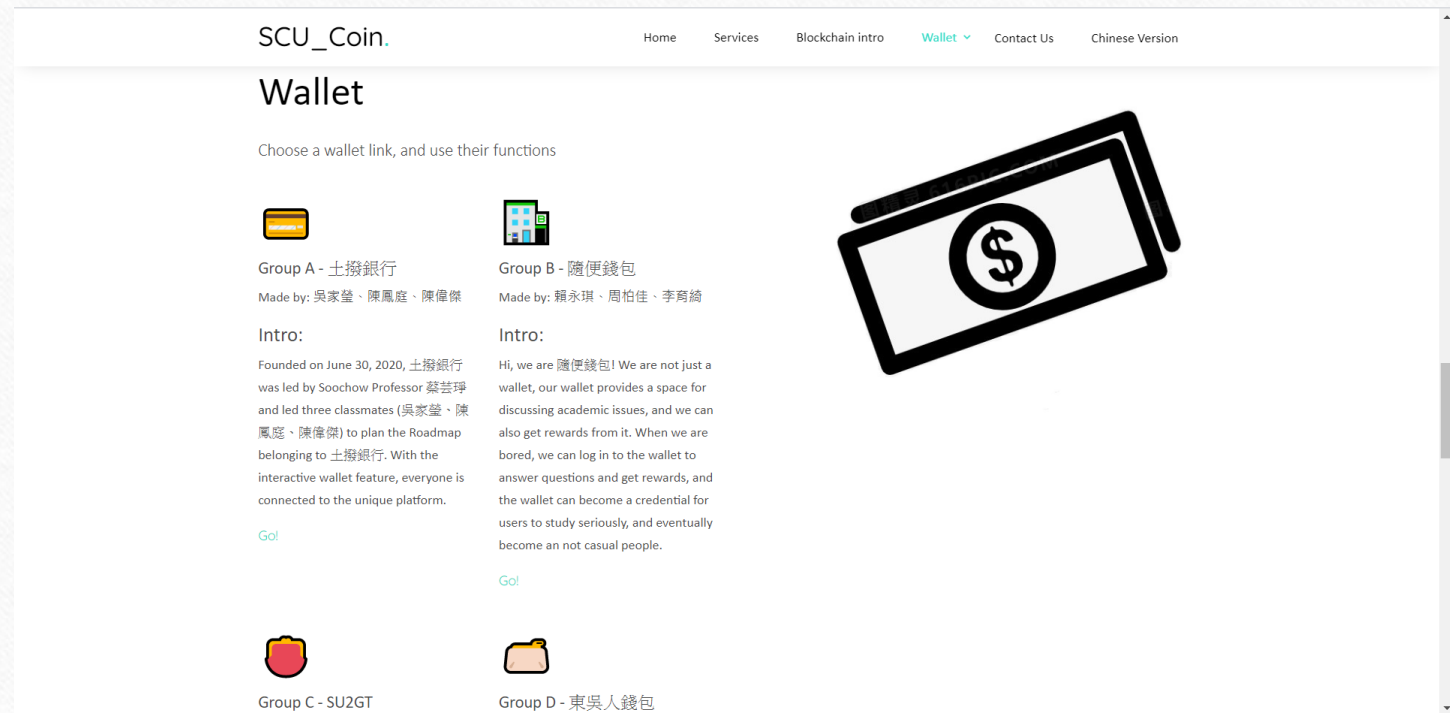 SCU_Coin.
Home Services Blockchain intro Wallet Contact Us Chinese Version
Wallet
Choose a wallet link, and use their functions
Group A - 土撥銀行
Made by: 吳家瑩、陳鳳庭、陳偉傑
Intro:
Founded on June 30, 2020, 土撥銀行
was led by Soochow Professor 蔡芸琤
and led three classmates (吳家瑩、陳
鳳庭、陳偉傑) to plan the Roadmap
belonging to 土撥銀行. With the
interactive wallet feature, everyone is
connected to the unique platform.
Go!
Group B - 隨便錢包
Made by: 賴永琪、周柏佳、李育綺
Intro:
Hi, we are 隨便錢包! We are not just a
wallet, our wallet provides a space for
discussing academic issues, and we can
also get rewards from it. When we are
bored, we can log in to the wallet to
answer questions and get rewards, and
the wallet can become a credential for
users to study seriously, and eventually
become an not casual people.
Go!
Group C - SU2GT
Group D - 東吳人錢包
B
$
616PIC.COM